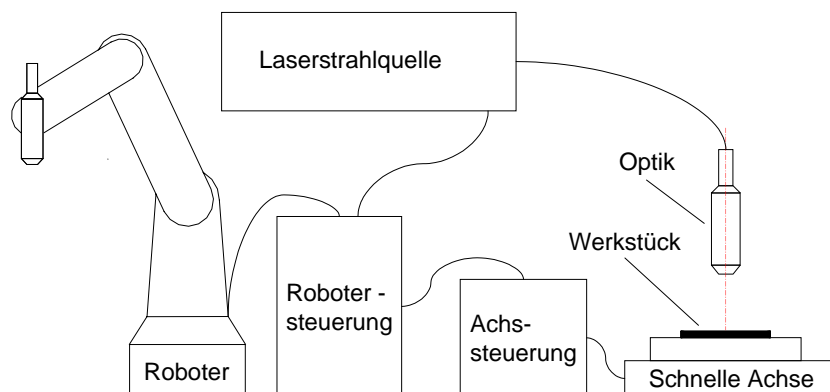 Laserstrahlquelle
Optik
Werkstück
Roboter -
steuerung
Achs-
steuerung
Roboter
Schnelle Achse